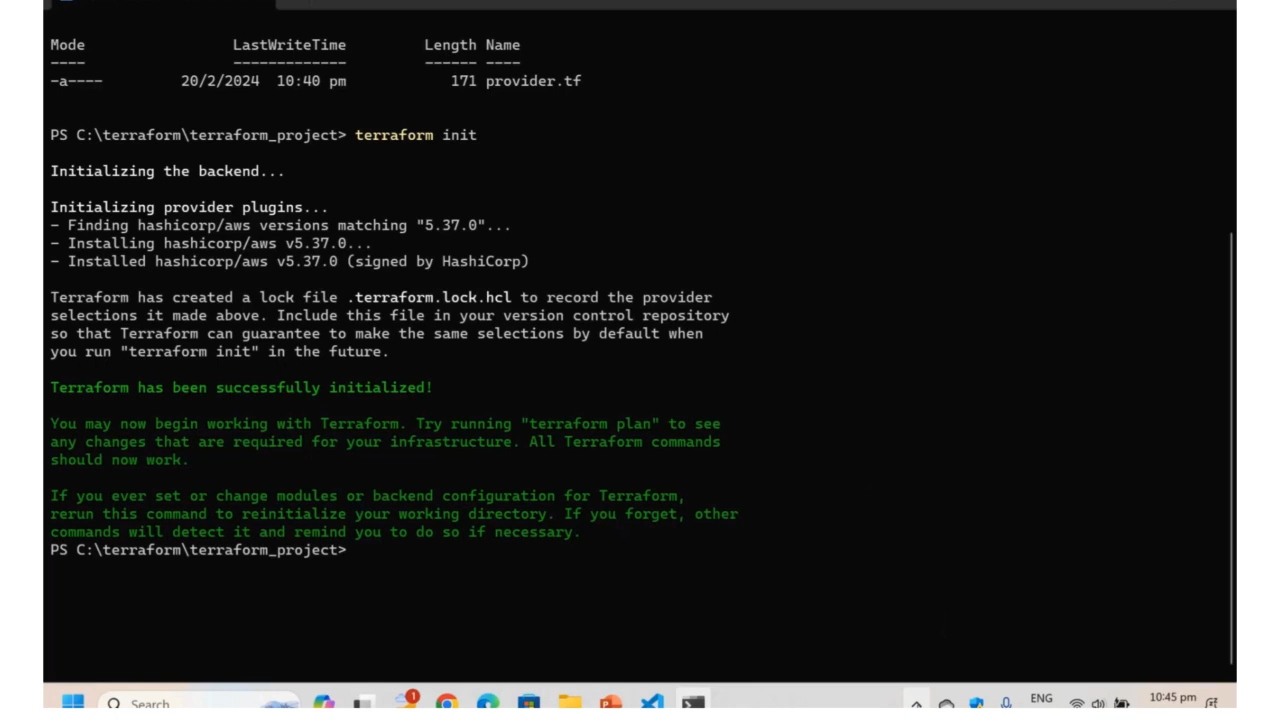 Mode LastWriteTime Length Name
---- ------------- ------ ----
-a---- 20/2/2024 10:40 pm 171 provider.tf
PS C:\terraform\terraform_project> terraform init
Initializing the backend...
Initializing provider plugins...
- Finding hashicorp/aws versions matching "5.37.0"...
- Installing hashicorp/aws v5.37.0...
- Installed hashicorp/aws v5.37.0 (signed by HashiCorp)
Terraform has created a lock file .terraform.lock.hcl to record the provider
selections it made above. Include this file in your version control repository
so that Terraform can guarantee to make the same selections by default when
you run "terraform init" in the future.
Terraform has been successfully initialized!
You may now begin working with Terraform. Try running "terraform plan" to see
any changes that are required for your infrastructure. All Terraform commands
should now work.
If you ever set or change modules or backend configuration for Terraform,
rerun this command to reinitialize your working directory. If you forget, other
commands will detect it and remind you to do so if necessary.
PS C:\terraform\terraform_project>
Search 1 ENG 10:45 pm